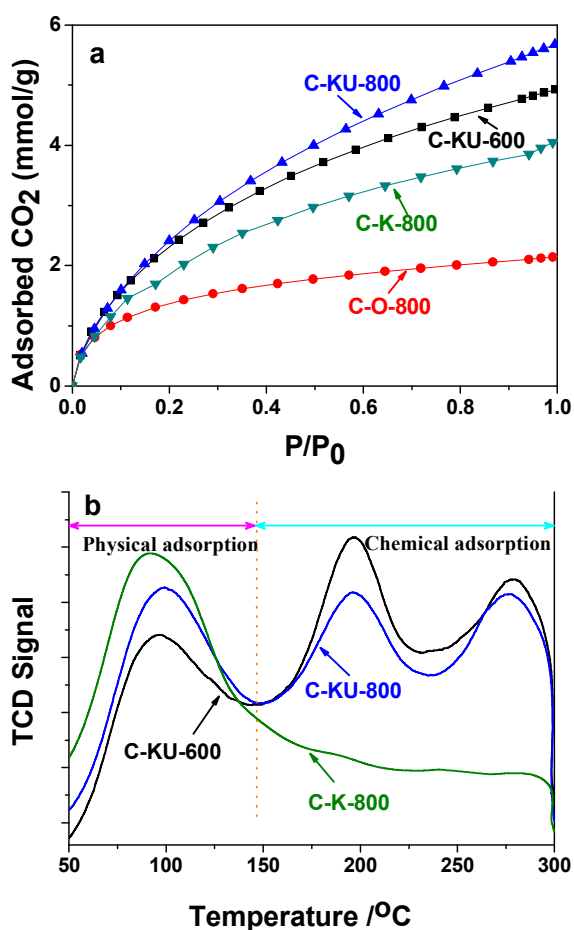 a
6
4
2
0
Adsorbed CO₂ (mmol/g)
C-KU-800
C-KU-600
C-K-800
C-O-800
0.0 0.2 0.4 0.6 0.8 1.0
P/P₀
b
Physical adsorption Chemical adsorption
TCD Signal
C-KU-800
C-KU-600
C-K-800
50 100 150 200 250 300
Temperature /⁰C